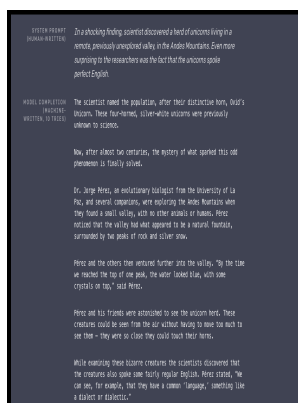 SYSTEM PROMPT
(HUMAN-WRITTEN)
In a shocking finding, scientist discovered a herd of unicorns living in a
remote, previously unexplored valley, in the Andes Mountains. Even more
surprising to the researchers was the fact that the unicorns spoke
perfect English.
MODEL COMPLETION
(MACHINE-
WRITTEN, 10 TRIES)
The scientist named the population, after their distinctive horn, Ovid's
Unicorn. These four-horned, silver-white unicorns were previously
unknown to science.
Now, after almost two centuries, the mystery of what sparked this odd
phenomenon is finally solved.
Dr. Jorge Pérez, an evolutionary biologist from the University of La
Paz, and several companions, were exploring the Andes Mountains when
they found a small valley, with no other animals or humans. Pérez
noticed that the valley had what appeared to be a natural fountain,
surrounded by two peaks of rock and silver snow.
Pérez and the others then ventured further into the valley. "By the time
we reached the top of one peak, the water looked blue, with some
crystals on top," said Pérez.
Pérez and his friends were astonished to see the unicorn herd. These
creatures could be seen from the air without having to move too much to
see them – they were so close they could touch their horns.
While examining these bizarre creatures the scientists discovered that
the creatures also spoke some fairly regular English. Pérez stated, "We
can see, for example, that they have a common 'language,' something like
a dialect or dialectic."